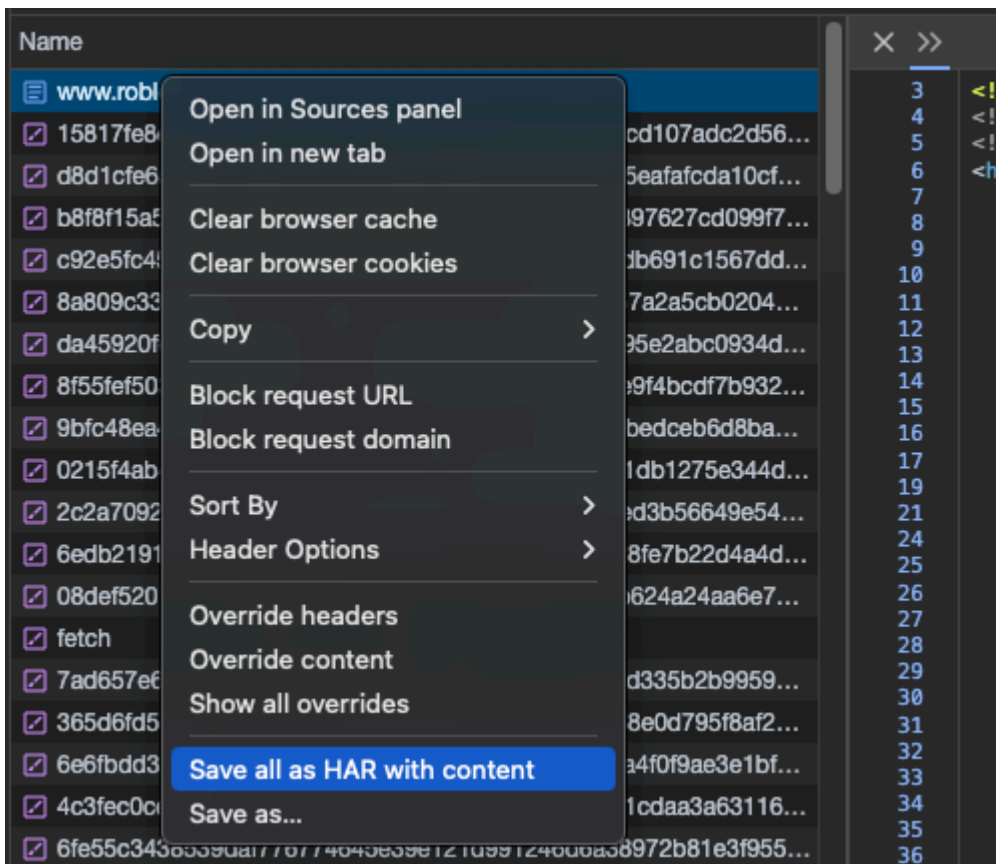 Name
www.robl
15817fe8 cd107adc2d56...
d8d1cfe6 5eafafcda10cf...
b8f8f15a5 397627cd099f7...
c92e5fc4 db691c1567dd...
8a809c33 7a2a5cb0204...
da45920f 95e2abc0934d...
8f55fef50 e9f4bcdf7b932...
9bfc48ea bedceb6d8ba...
0215f4ab 1db1275e344d...
2c2a7092 ed3b56649e54...
6edb2191 8fe7b22d4a4d...
08def520 b624a24aa6e7...
fetch
7ad657e6 d335b2b9959...
365d6fd5 8e0d795f8af2...
6e6fbdd3 a4f0f9ae3e1bf...
4c3fec0c 1cdaa3a63116...
Open in Sources panel
Open in new tab
Clear browser cache
Clear browser cookies
Copy
Block request URL
Block request domain
Sort By
Header Options
Override headers
Override content
Show all overrides
Save all as HAR with content
Save as...
3 <!
4 <!
5 <!
6 <h
7
8
9
10
11
12
13
14
15
16
17
19
21
24
25
26
27
28
29
30
31
32
33
34
35
36